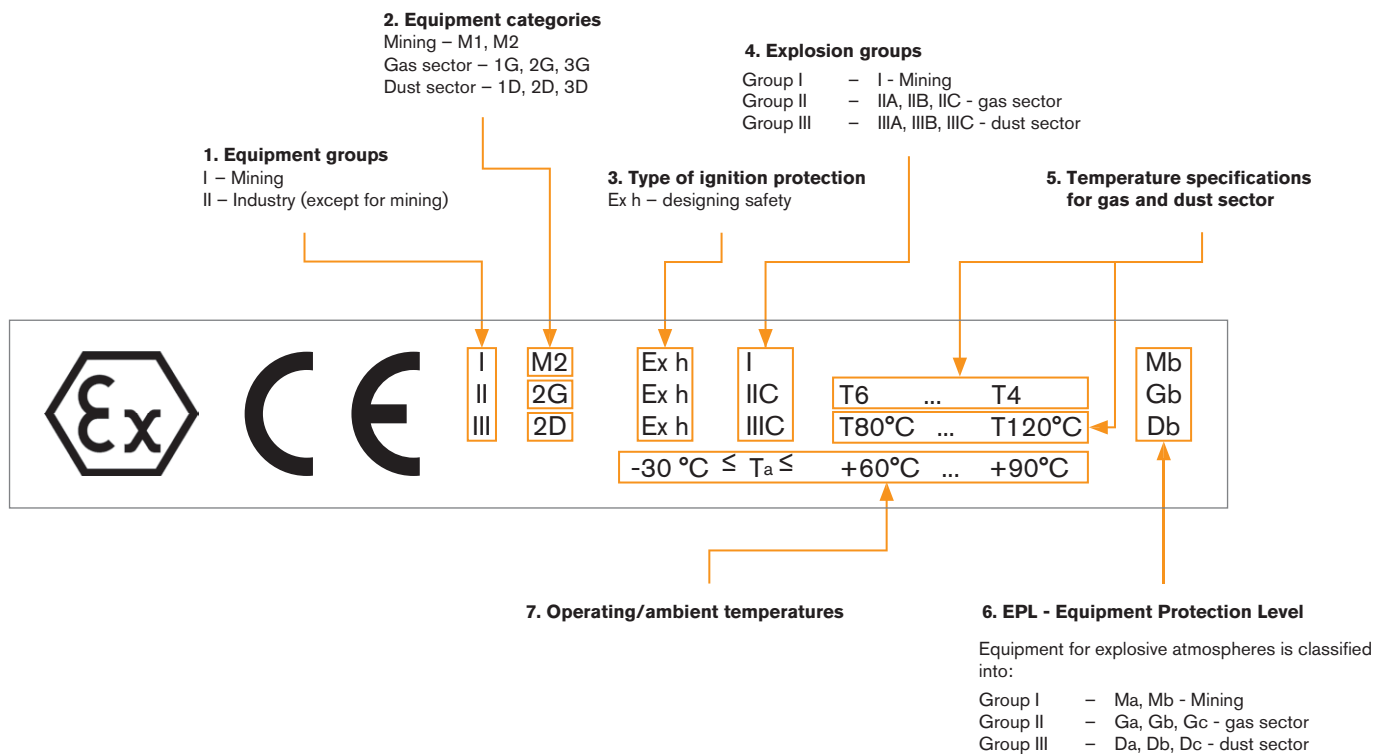 2. Equipment categories
Mining – M1, M2
Gas sector – 1G, 2G, 3G
Dust sector – 1D, 2D, 3D
4. Explosion groups
Group I – I - Mining
Group II – IIA, IIB, IIC - gas sector
Group III – IIIA, IIIB, IIIC - dust sector
1. Equipment groups
I – Mining
II – Industry (except for mining)
3. Type of ignition protection
Ex h – designing safety
5. Temperature specifications
for gas and dust sector
Ex CE
I M2 Ex h I Mb
II 2G Ex h IIC T6 ... T4 Gb
III 2D Ex h IIIC T80°C ... T120°C Db
-30 °C ≤ Ta ≤ +60°C ... +90°C
7. Operating/ambient temperatures
6. EPL - Equipment Protection Level
Equipment for explosive atmospheres is classified
into:
Group I – Ma, Mb - Mining
Group II – Ga, Gb, Gc - gas sector
Group III – Da, Db, Dc - dust sector